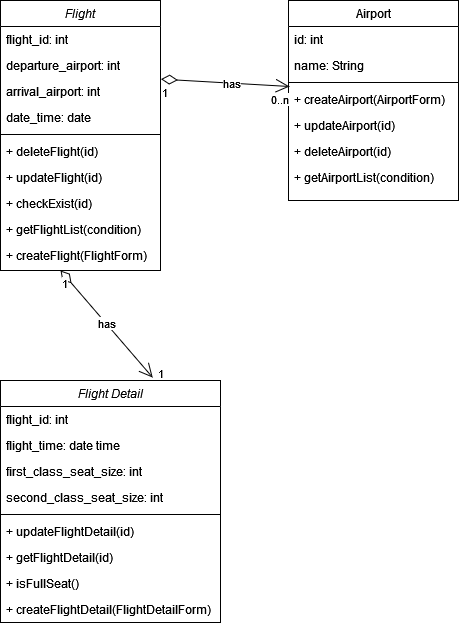 Flight
flight_id: int
departure_airport: int
arrival_airport: int
date_time: date
+ deleteFlight(id)
+ updateFlight(id)
+ checkExist(id)
+ getFlightList(condition)
+ createFlight(FlightForm)
1
has
0..n
Airport
id: int
name: String
+ createAirport(AirportForm)
+ updateAirport(id)
+ deleteAirport(id)
+ getAirportList(condition)
1
has
1
Flight Detail
flight_id: int
flight_time: date time
first_class_seat_size: int
second_class_seat_size: int
+ updateFlightDetail(id)
+ getFlightDetail(id)
+ isFullSeat()
+ createFlightDetail(FlightDetailForm)